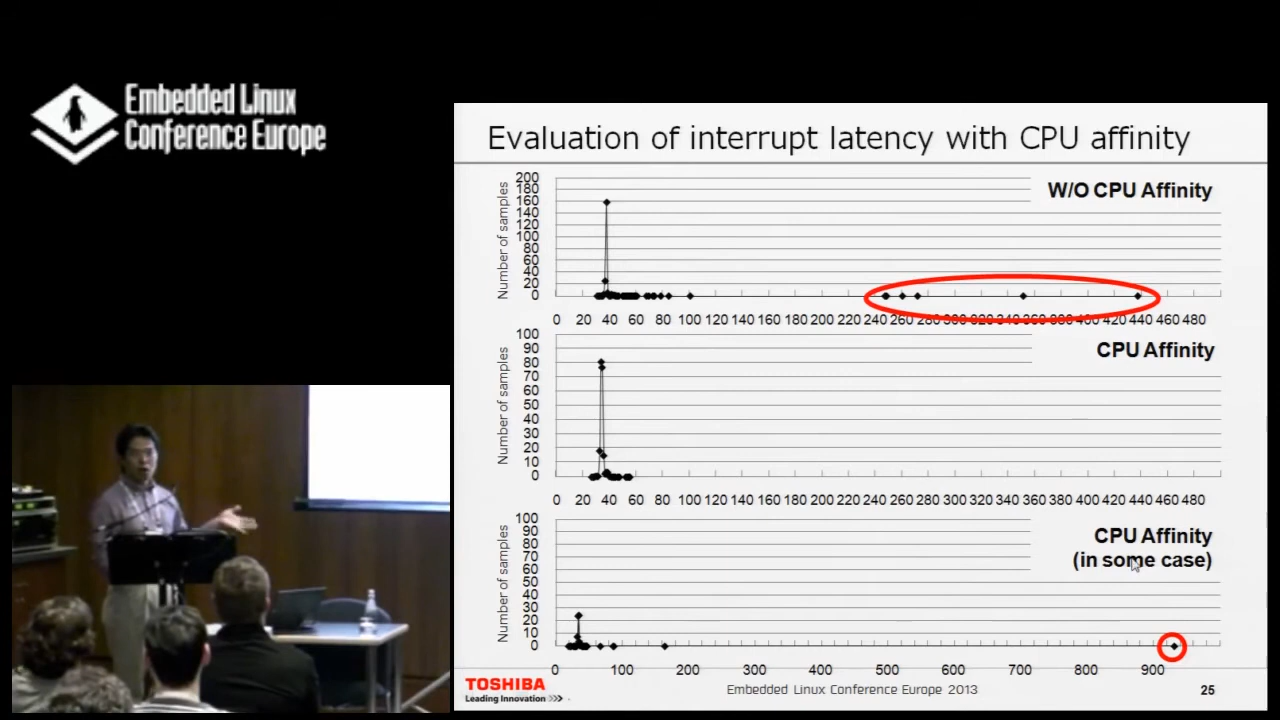 Embedded Linux
Conference Europe
Evaluation of interrupt latency with CPU affinity
W/O CPU Affinity
Number of samples
200
180
160
140
120
100
80
60
40
20
0
0 20 40 60 80 100 120 140 160 180 200 220 240 260 280 300 320 340 360 380 400 420 440 460 480
CPU Affinity
Number of samples
100
90
80
70
60
50
40
30
20
10
0
0 20 40 60 80 100 120 140 160 180 200 220 240 260 280 300 320 340 360 380 400 420 440 460 480
CPU Affinity
(in some case)
Number of samples
100
90
80
70
60
50
40
30
20
10
0
0 100 200 300 400 500 600 700 800 900
TOSHIBA
Leading Innovation >>>
Embedded Linux Conference Europe 2013
25